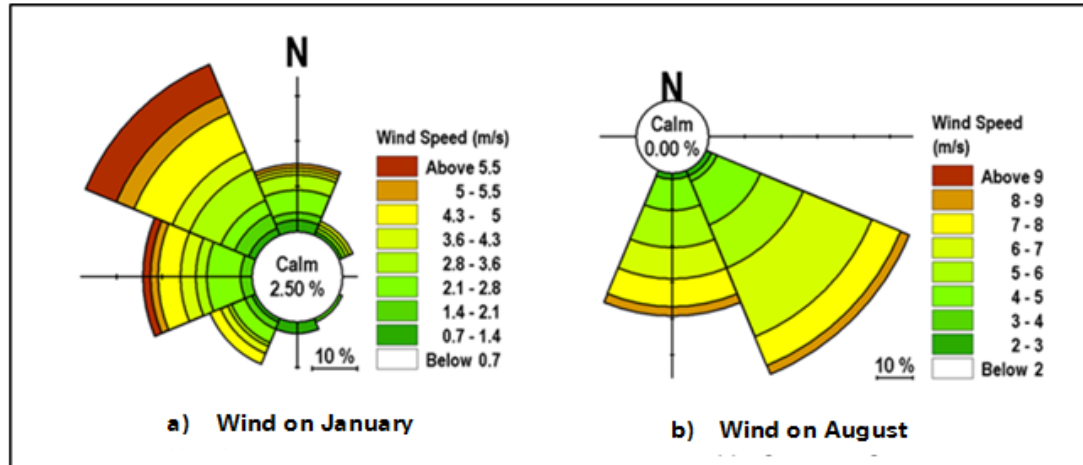 N
Calm
2.50 %
10 %
Wind Speed (m/s)
Above 5.5
5 - 5.5
4.3 - 5
3.6 - 4.3
2.8 - 3.6
2.1 - 2.8
1.4 - 2.1
0.7 - 1.4
Below 0.7
a) Wind on January
N
Calm
0.00 %
10 %
Wind Speed
(m/s)
Above 9
8 - 9
7 - 8
6 - 7
5 - 6
4 - 5
3 - 4
2 - 3
Below 2
b) Wind on August